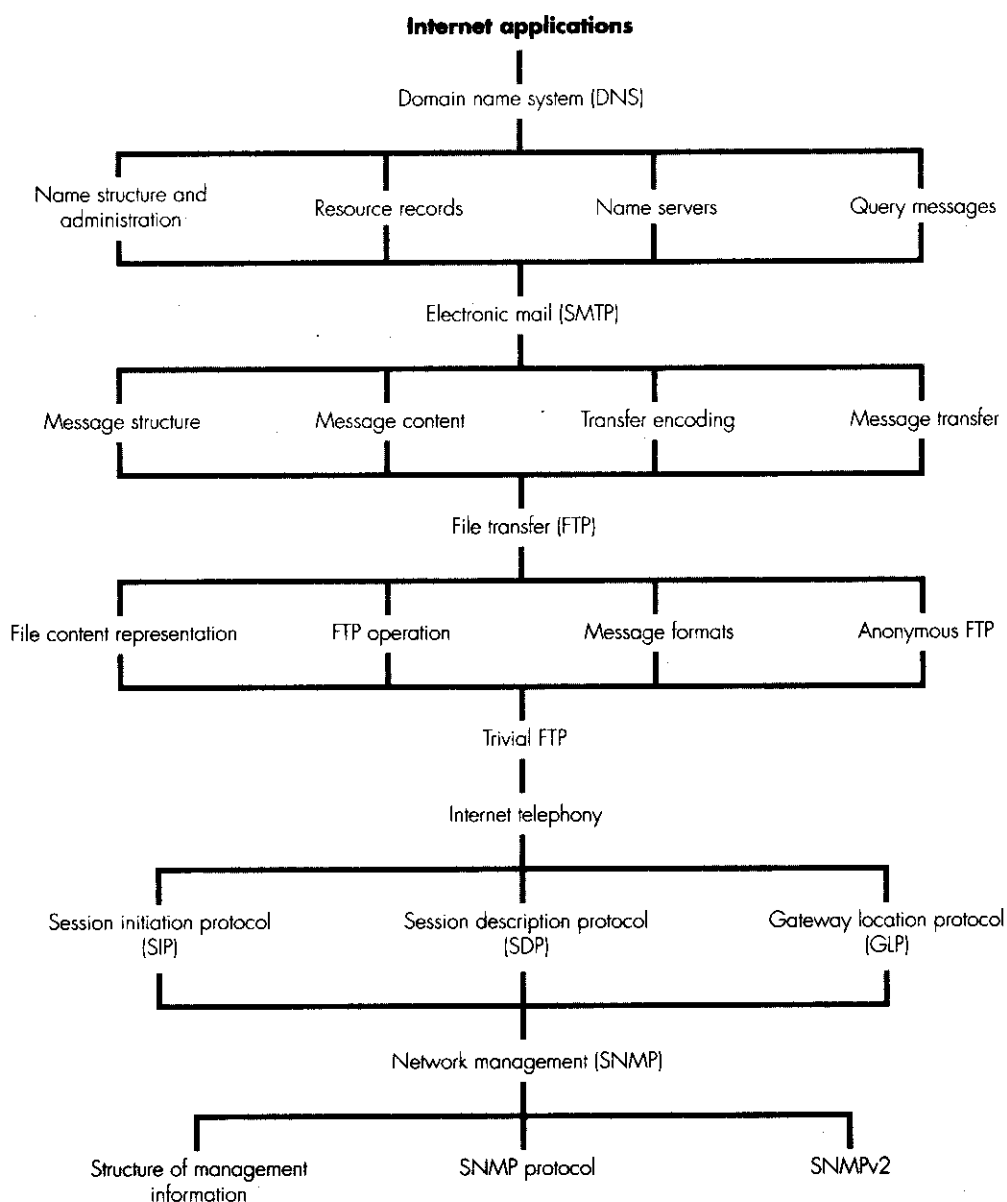 Internet applications
Domain name system (DNS)
Name structure and
administration
Resource records
Name servers
Query messages
Electronic mail (SMTP)
Message structure
Message content
Transfer encoding
Message transfer
File transfer (FTP)
File content representation
FTP operation
Message formats
Anonymous FTP
Trivial FTP
Internet telephony
Session initiation protocol
(SIP)
Session description protocol
(SDP)
Gateway location protocol
(GLP)
Network management (SNMP)
Structure of management
information
SNMP protocol
SNMPv2